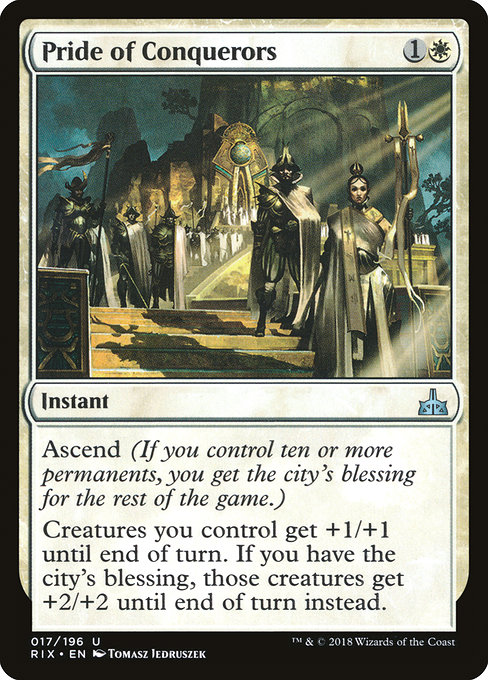 Pride of Conquerors 1
Instant
Ascend (If you control ten or more
permanents, you get the city's blessing
for the rest of the game.)
Creatures you control get +1/+1
until end of turn. If you have the
city's blessing, those creatures get
+2/+2 until end of turn instead.
017/196 U
RIX • EN Tomasz Jedruszek
™ & © 2018 Wizards of the Coast